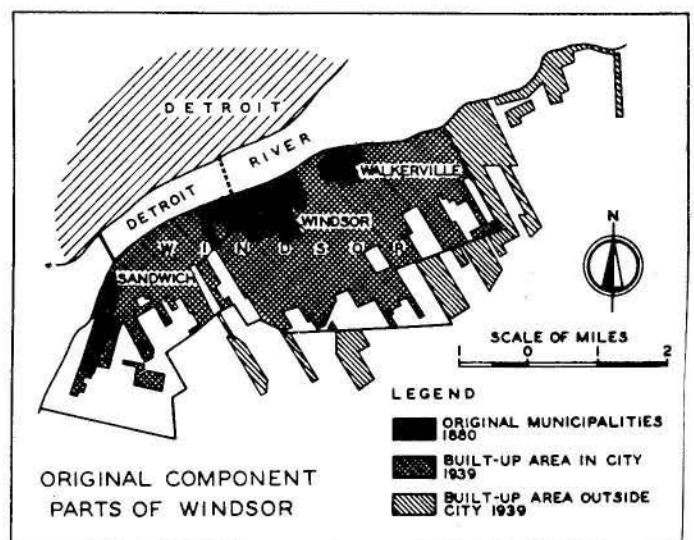 DETROIT
DETROIT RIVER
WALKERVILLE
WINDSOR
WINDSOR
SANDWICH
N
SCALE OF MILES
1 0 1 2
LEGEND
ORIGINAL MUNICIPALITIES
1880
BUILT-UP AREA IN CITY
1939
BUILT-UP AREA OUTSIDE
CITY 1939
ORIGINAL COMPONENT
PARTS OF WINDSOR